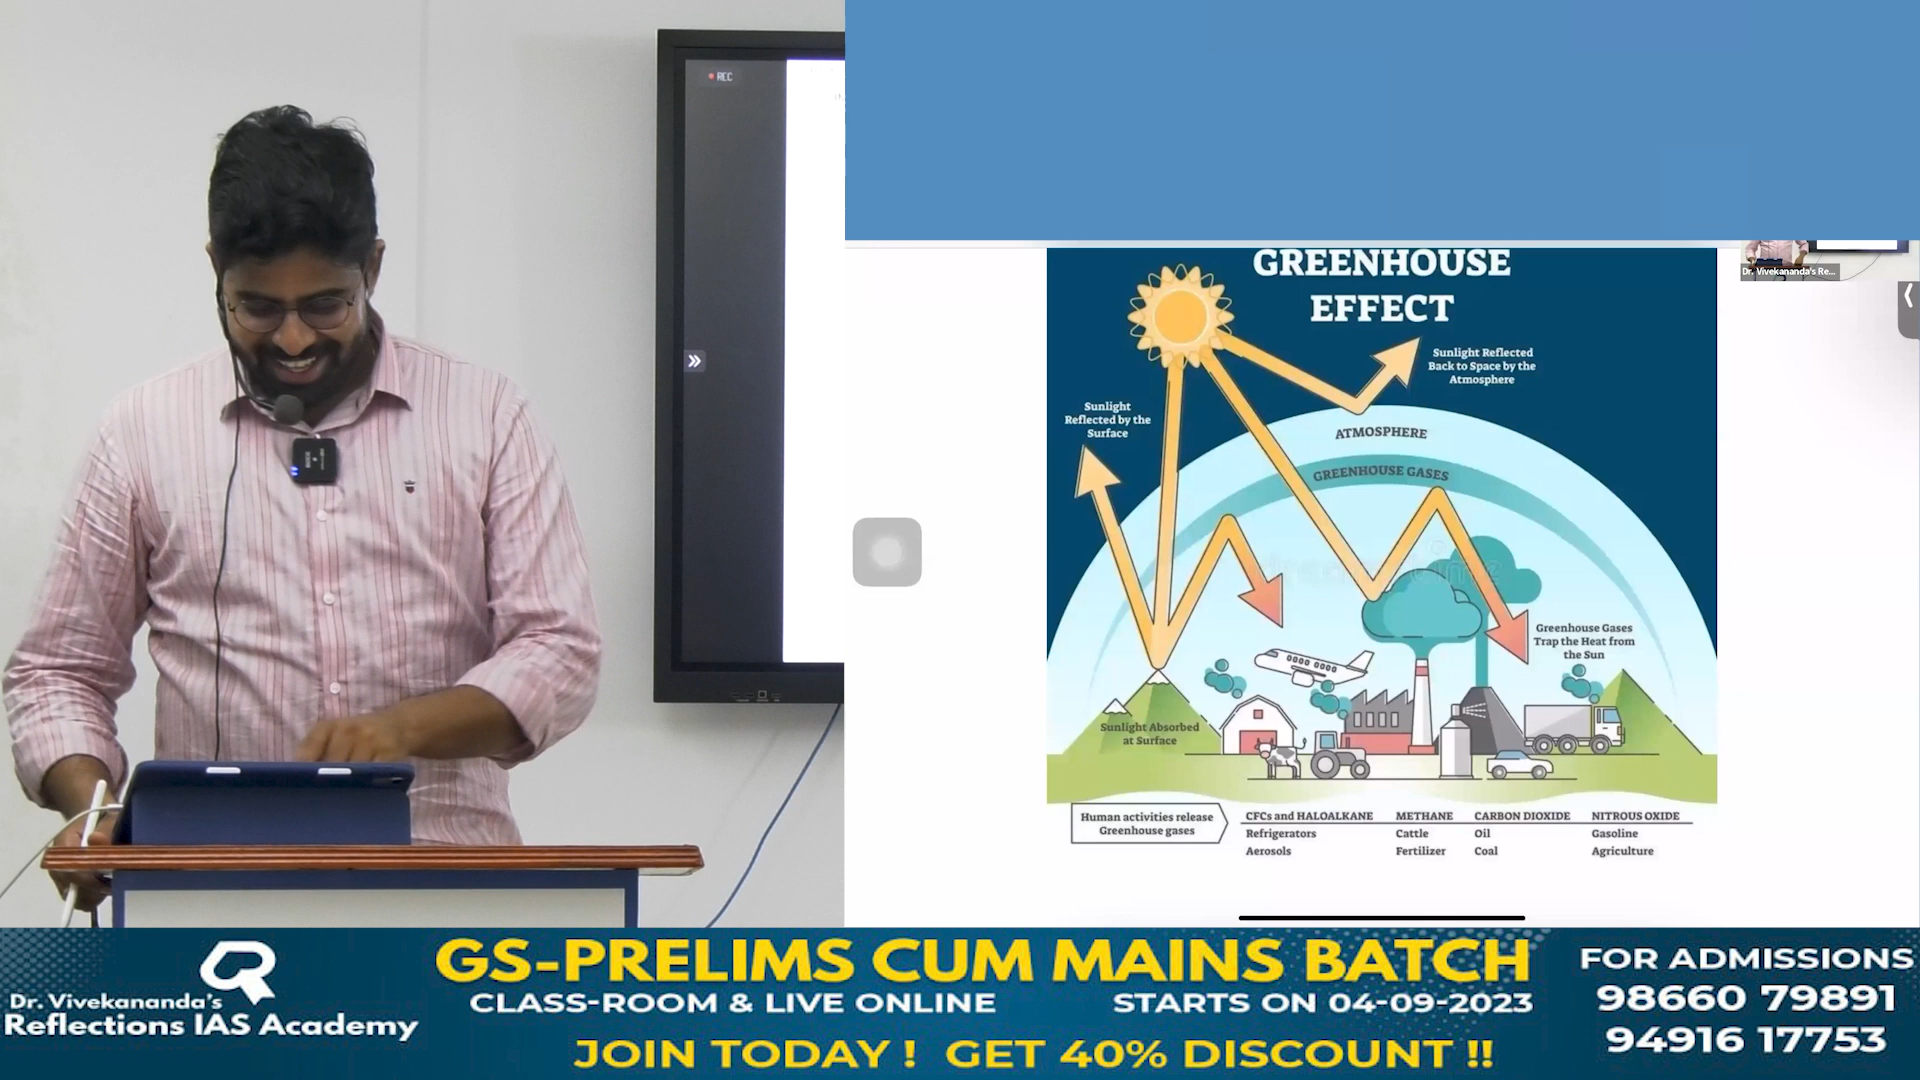 REC
Dr. Vivekananda's Re...
GREENHOUSE
EFFECT
Sunlight Reflected
Back to Space by the
Atmosphere
Sunlight
Reflected by the
Surface
ATMOSPHERE
GREENHOUSE GASES
Greenhouse Gases
Trap the Heat from
the Sun
Sunlight Absorbed
at Surface
Human activities release
Greenhouse gases
CFCs and HALOALKANE METHANE CARBON DIOXIDE NITROUS OXIDE
Refrigerators Cattle Oil Gasoline
Aerosols Fertilizer Coal Agriculture
Dr. Vivekananda's
Reflections IAS Academy
GS-PRELIMS CUM MAINS BATCH
CLASS-ROOM & LIVE ONLINE STARTS ON 04-09-2023
JOIN TODAY ! GET 40% DISCOUNT !!
FOR ADMISSIONS
98660 79891
94916 17753